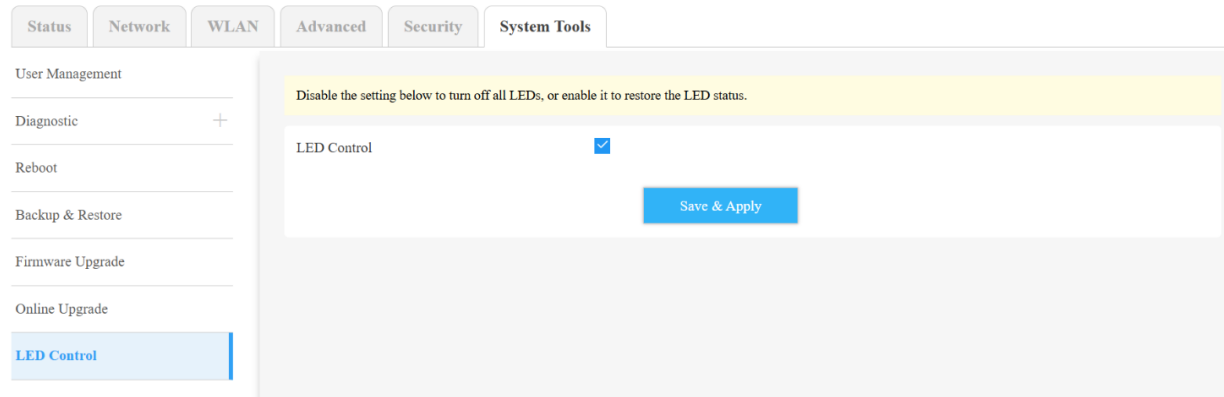 Status Network WLAN Advanced Security System Tools
User Management
Diagnostic
Reboot
Backup & Restore
Firmware Upgrade
Online Upgrade
LED Control
Disable the setting below to turn off all LEDs, or enable it to restore the LED status.
LED Control
Save & Apply